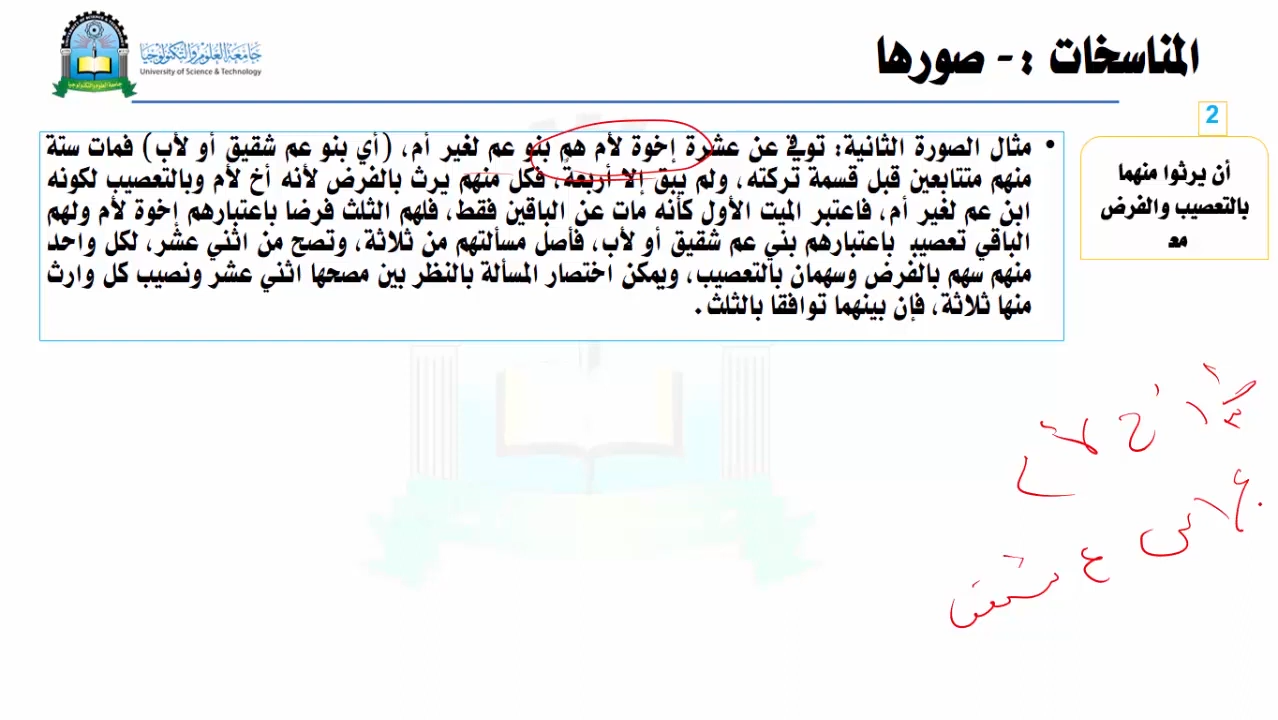 المناسخات :- صورها
جامعة العلوم والتكنولوجيا
University of Science & Technology
2
أن يرثوا منهما
بالتعصيب والفرض
معا
• مثال الصورة الثانية: توفي عن عشرة إخوة لأم هم بنو عم لغير أم، (أي بنو عم شقيق أو لأب) فمات ستة
منهم متتابعين قبل قسمة تركته، ولم يبق إلا أربعة، فكل منهم يرث بالفرض لأنه أخ لأم وبالتعصيب لكونه
ابن عم لغير أم، فاعتبر الميت الأول كأنه مات عن الباقين فقط، فلهم الثلث فرضا باعتبارهم إخوة لأم ولهم
الباقي تعصيبا باعتبارهم بني عم شقيق أو لأب، فأصل مسألتهم من ثلاثة، وتصح من اثني عشر، لكل واحد
منهم سهم بالفرض وسهمان بالتعصيب، ويمكن اختصار المسألة بالنظر بين مصحها اثني عشر ونصيب كل وارث
منها ثلاثة، فإن بينهما توافقا بالثلث.